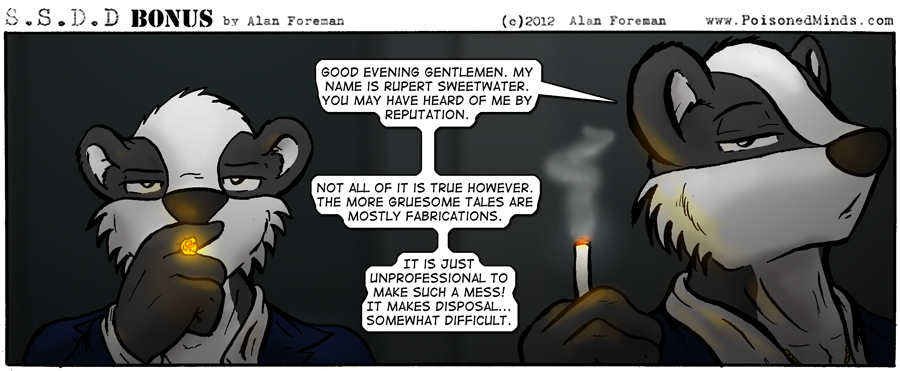 S.S.D.D BONUS by Alan Foreman (c)2012 Alan Foreman www.PoisonedMinds.com
GOOD EVENING GENTLEMEN. MY
NAME IS RUPERT SWEETWATER.
YOU MAY HAVE HEARD OF ME BY
REPUTATION.
NOT ALL OF IT IS TRUE HOWEVER.
THE MORE GRUESOME TALES ARE
MOSTLY FABRICATIONS.
IT IS JUST
UNPROFESSIONAL TO
MAKE SUCH A MESS!
IT MAKES DISPOSAL...
SOMEWHAT DIFFICULT.